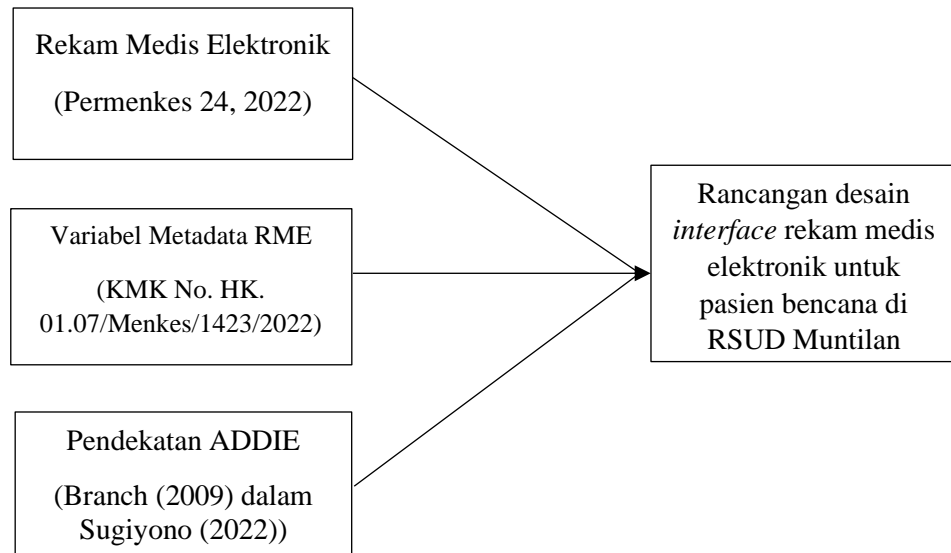 Rekam Medis Elektronik
(Permenkes 24, 2022)
Variabel Metadata RME
(KMK No. HK.
01.07/Menkes/1423/2022)
Pendekatan ADDIE
(Branch (2009) dalam
Sugiyono (2022))
Rancangan desain
interface rekam medis
elektronik untuk
pasien bencana di
RSUD Muntilan